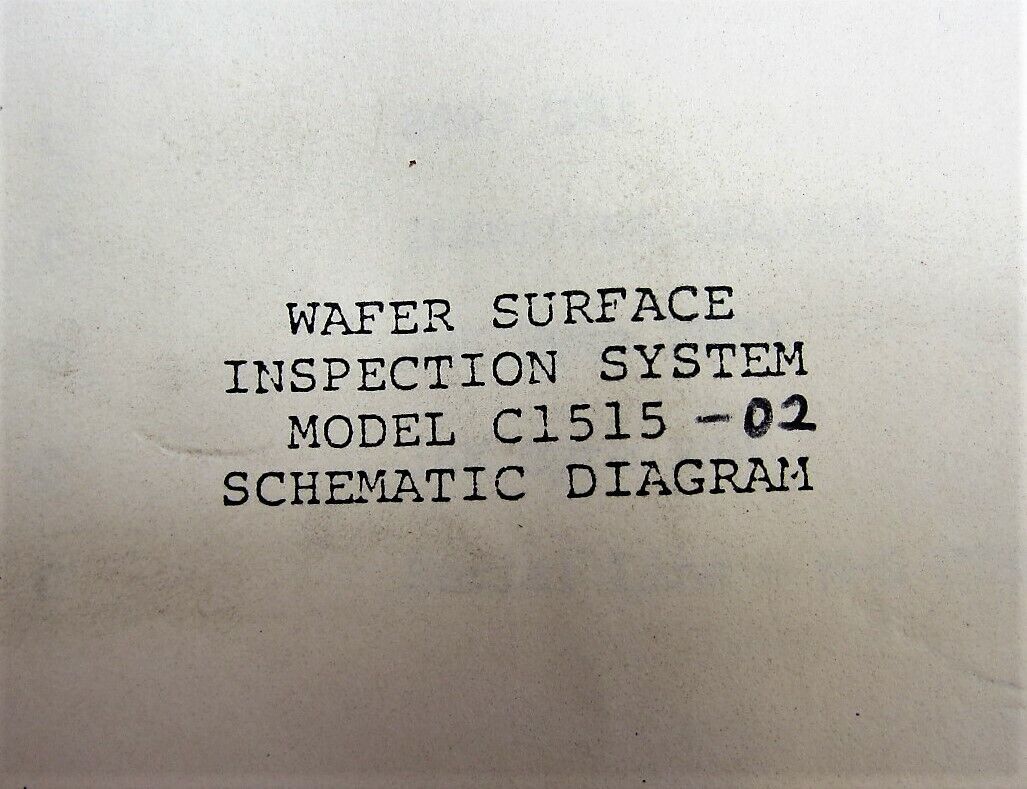 WAFER SURFACE
INSPECTION SYSTEM
MODEL C1515 -02
SCHEMATIC DIAGRAM